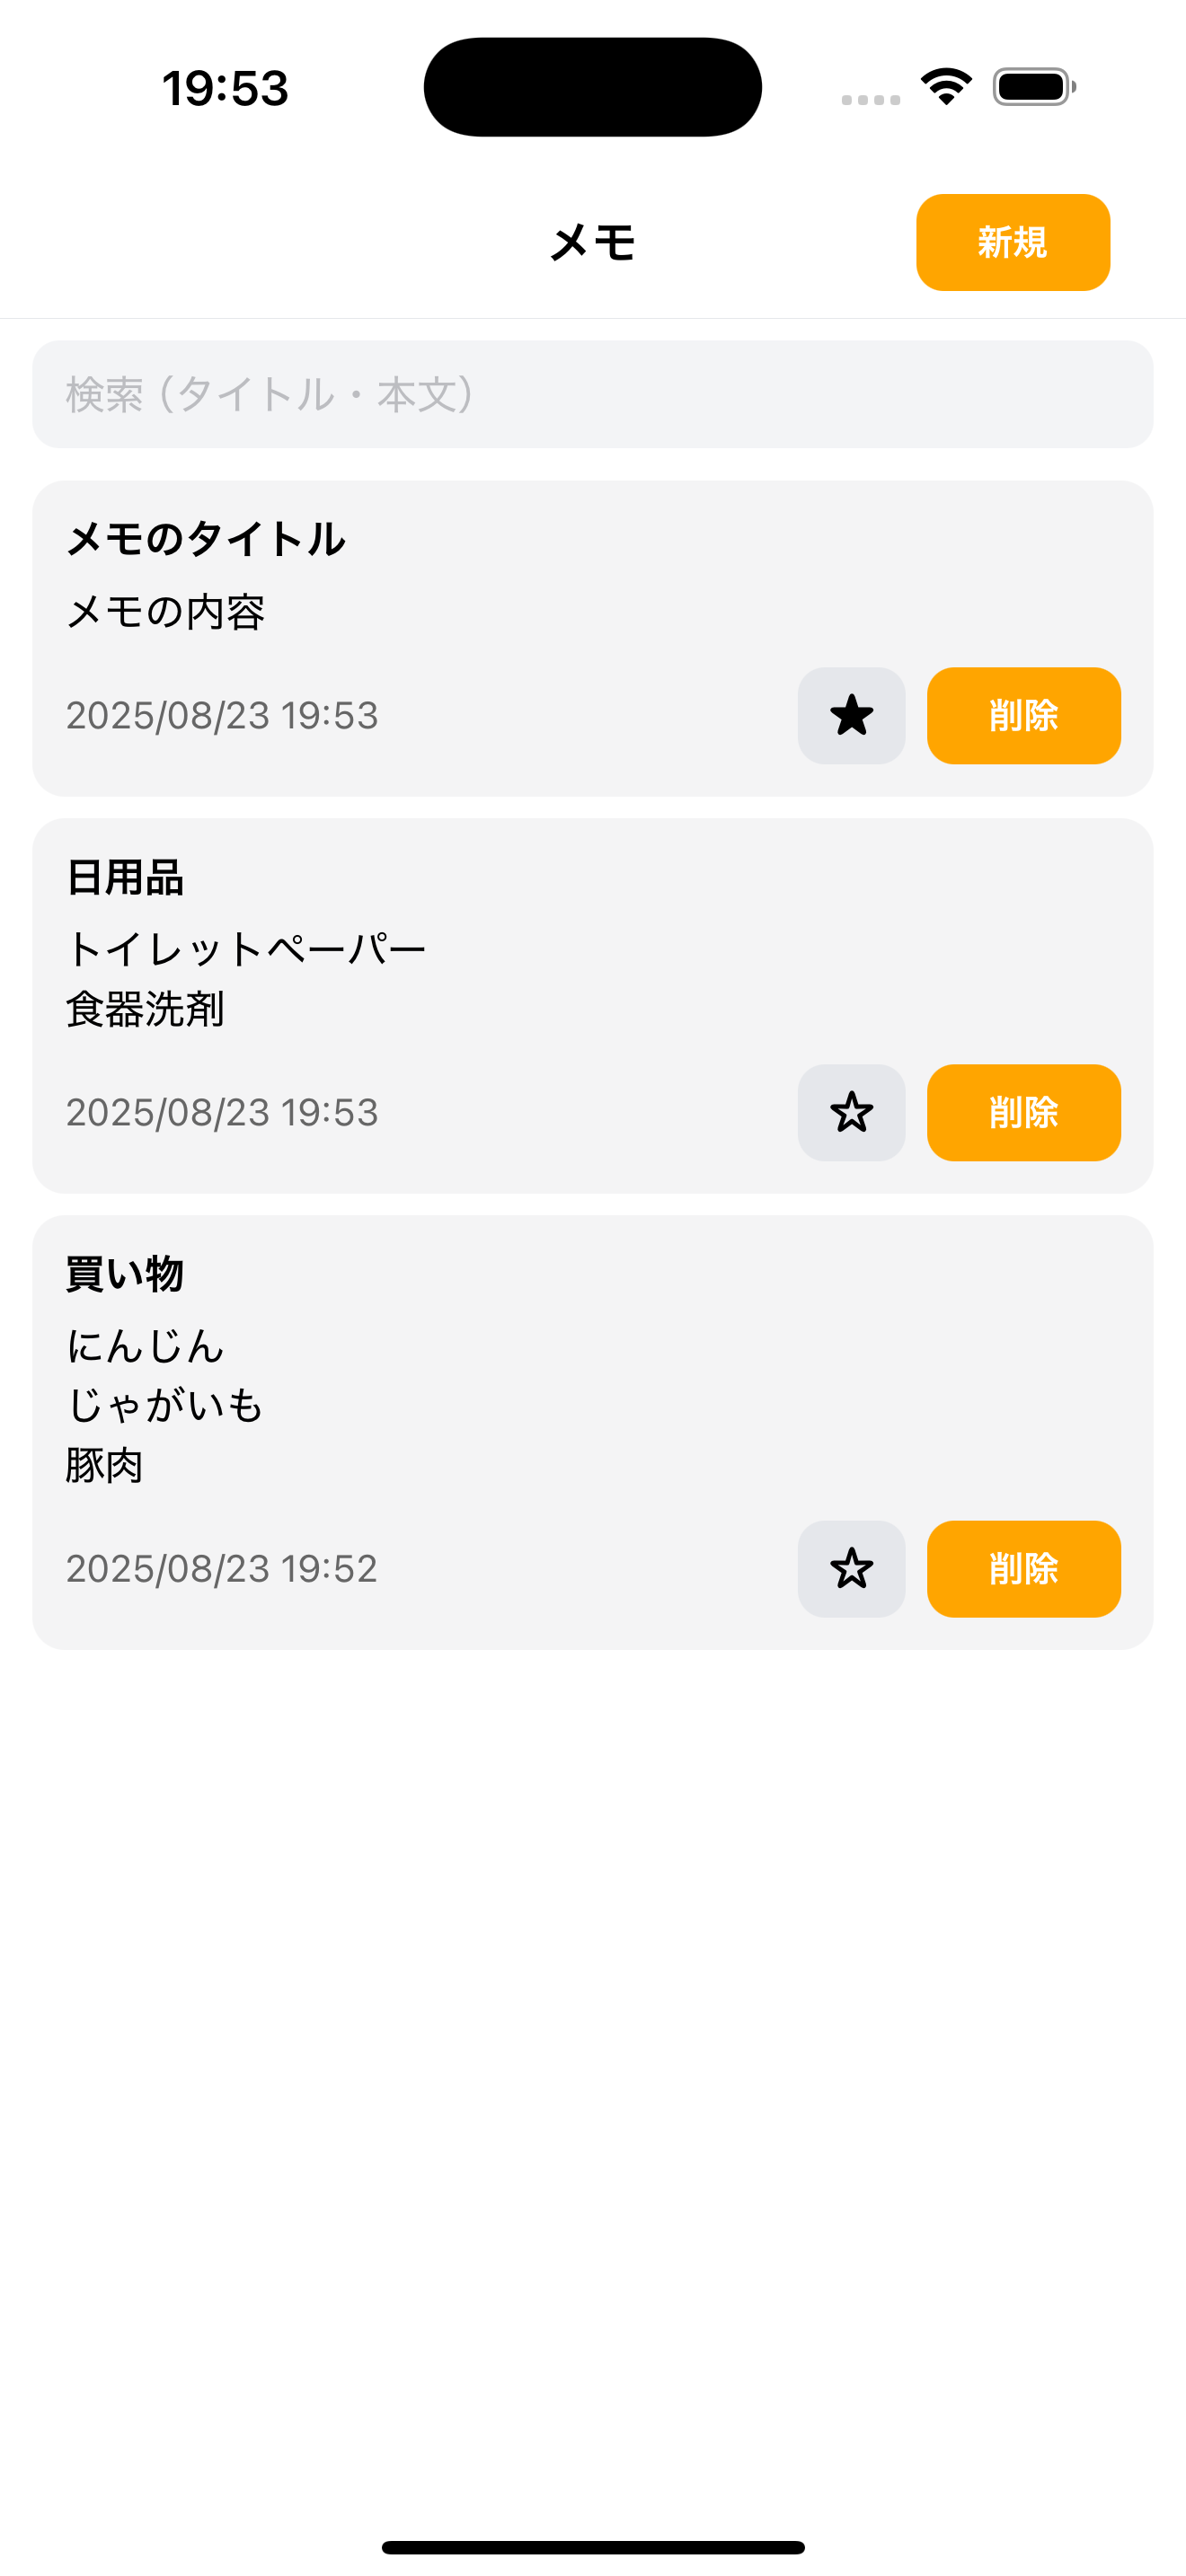 19:53
メモ
新規
検索（タイトル・本文）
メモのタイトル
メモの内容
2025/08/23 19:53
削除
日用品
トイレットペーパー
食器洗剤
2025/08/23 19:53
削除
買い物
にんじん
じゃがいも
豚肉
2025/08/23 19:52
削除